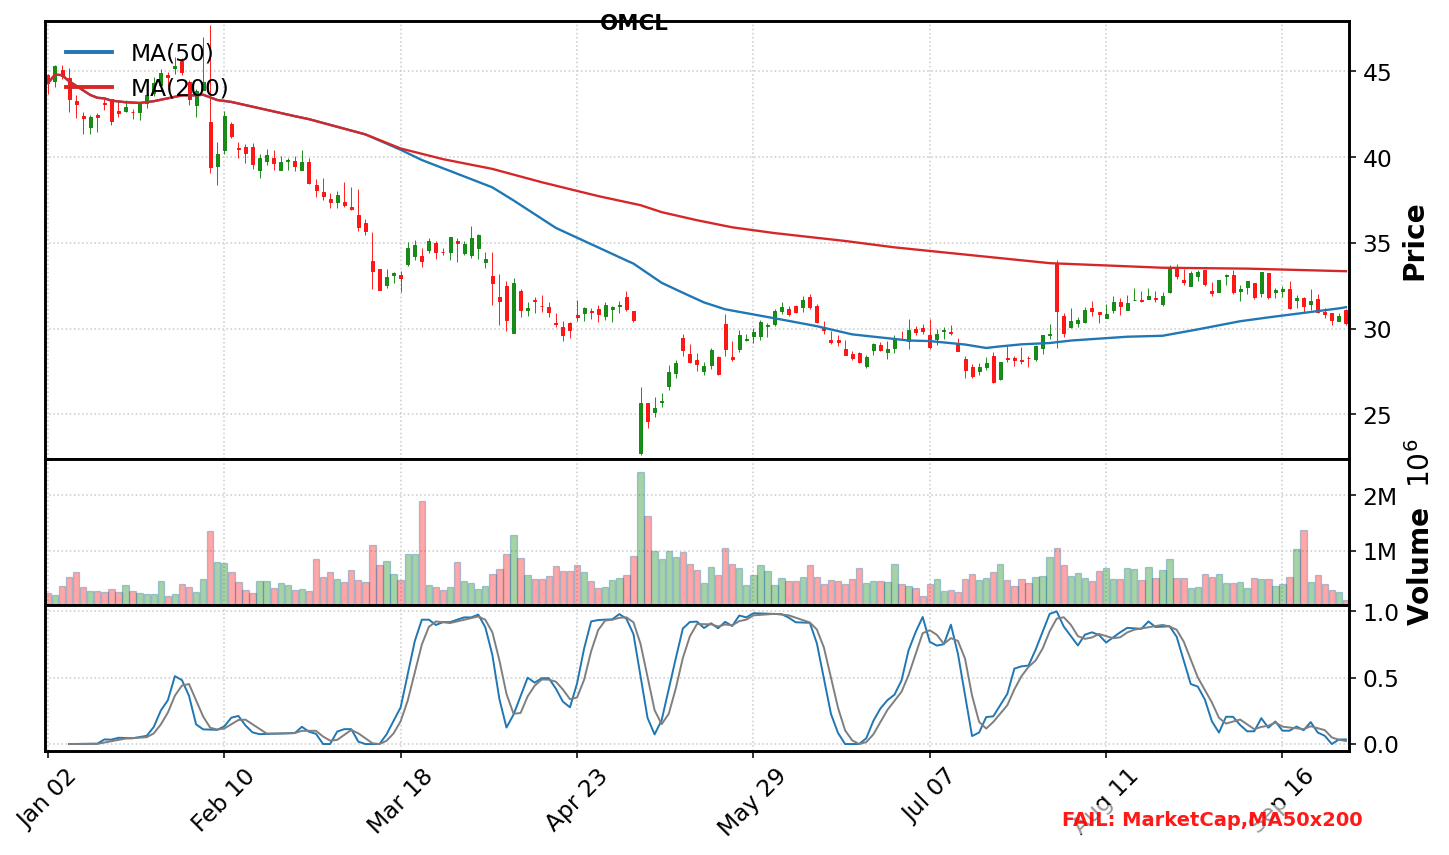 OMCL
MA(50)
MA(200)
45
40
35
30
25
Price
10^6
Volume
2M
1M
1.0
0.5
0.0
Jan 02
Feb 10
Mar 18
Apr 23
May 29
Jul 07
Aug 11
Sep 16
FAIL: MarketCap,MA50x200